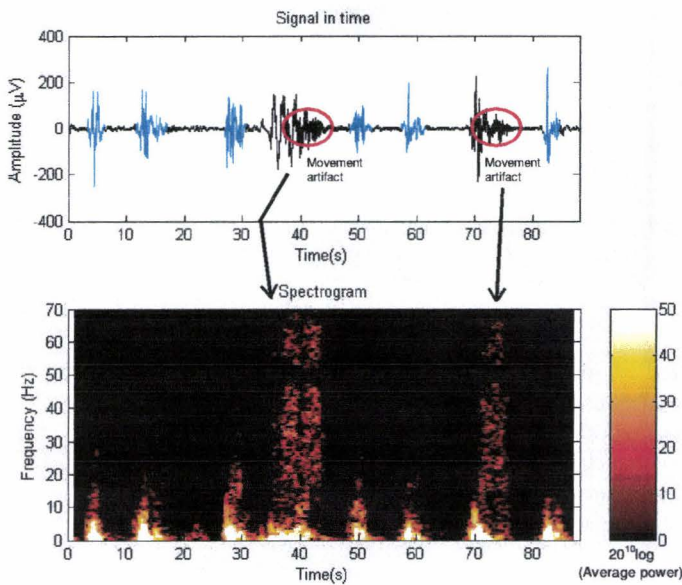 Signal in time
400
200
0
-200
-400
Amplitude (µV)
Movement
artifact
Movement
artifact
0 10 20 30 40 50 60 70 80
Time(s)
Spectrogram
70
60
50
40
30
20
10
0
Frequency (Hz)
0 10 20 30 40 50 60 70 80
Time(s)
50
40
30
20
10
0
20¹⁰log
(Average power)